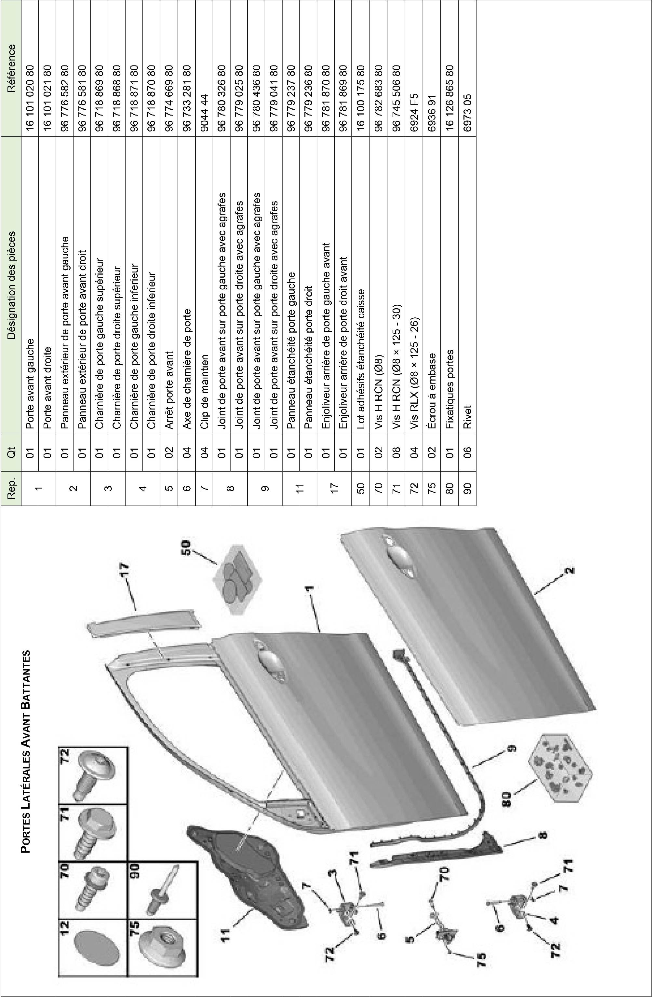 PORTES LATÉRALES AVANT BATTANTES
12 70 71 72
75 90
17
50
11
1
7
3
71
72
6
2
9
80
8
5
70
75
6
71
7
4
72
Rep. Qt Désignation des pièces Référence
1 01 Porte avant gauche 16 101 020 80
01 Porte avant droite 16 101 021 80
2 01 Panneau extérieur de porte avant gauche 96 776 582 80
01 Panneau extérieur de porte avant droit 96 776 581 80
3 01 Charnière de porte gauche supérieur 96 718 869 80
01 Charnière de porte droite supérieur 96 718 868 80
4 01 Charnière de porte gauche inferieur 96 718 871 80
01 Charnière de porte droite inferieur 96 718 870 80
5 02 Arrêt porte avant 96 774 669 80
6 04 Axe de charnière de porte 96 733 281 80
7 04 Clip de maintien 9044 44
8 01 Joint de porte avant sur porte gauche avec agrafes 96 780 326 80
01 Joint de porte avant sur porte droite avec agrafes 96 779 025 80
9 01 Joint de porte avant sur porte gauche avec agrafes 96 780 436 80
01 Joint de porte avant sur porte droite avec agrafes 96 779 041 80
11 01 Panneau étanchéité porte gauche 96 779 237 80
01 Panneau étanchéité porte droit 96 779 236 80
17 01 Enjoliveur arrière de porte gauche avant 96 781 870 80
01 Enjoliveur arrière de porte droit avant 96 781 869 80
50 01 Lot adhésifs étanchéité caisse 16 100 175 80
70 02 Vis H RCN (Ø8) 96 782 683 80
71 08 Vis H RCN (Ø8 × 125 - 30) 96 745 506 80
72 04 Vis RLX (Ø8 × 125 - 26) 6924 F5
75 02 Écrou à embase 6936 91
80 01 Fixatiques portes 16 126 865 80
90 06 Rivet 6973 05